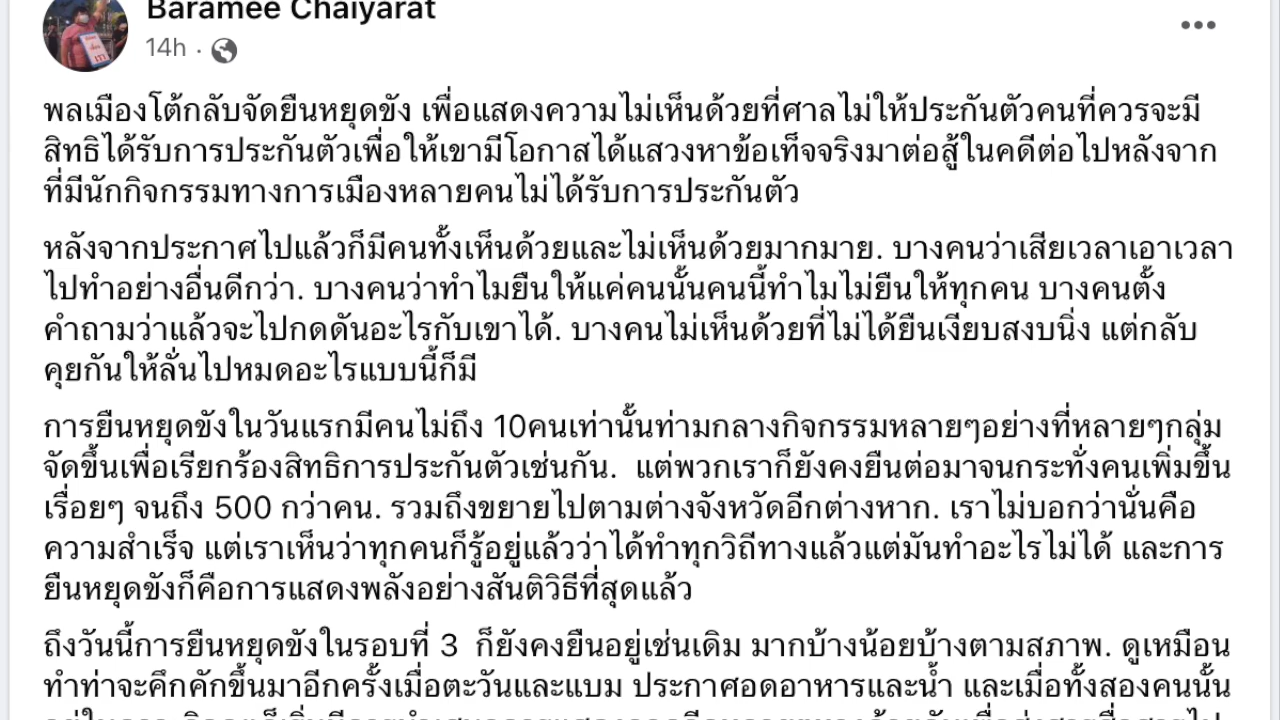 Baramee Chaiyarat
14h ·
พลเมืองโต้กลับจัดยืนหยุดขัง เพื่อแสดงความไม่เห็นด้วยที่ศาลไม่ให้ประกันตัวคนที่ควรจะมี
สิทธิได้รับการประกันตัวเพื่อให้เขามีโอกาสได้แสวงหาข้อเท็จจริงมาต่อสู้ในคดีต่อไปหลังจาก
ที่มีนักกิจกรรมทางการเมืองหลายคนไม่ได้รับการประกันตัว
หลังจากประกาศไปแล้วก็มีคนทั้งเห็นด้วยและไม่เห็นด้วยมากมาย. บางคนว่าเสียเวลาเอาเวลา
ไปทำอย่างอื่นดีกว่า. บางคนว่าทำไมยืนให้แค่คนนั้นคนนี้ทำไมไม่ยืนให้ทุกคน บางคนตั้ง
คำถามว่าแล้วจะไปกดดันอะไรกับเขาได้. บางคนไม่เห็นด้วยที่ไม่ได้ยืนเงียบสงบนิ่ง แต่กลับ
คุยกันให้ลั่นไปหมดอะไรแบบนี้ก็มี
การยืนหยุดขังในวันแรกมีคนไม่ถึง 10คนเท่านั้นท่ามกลางกิจกรรมหลายๆอย่างที่หลายๆกลุ่ม
จัดขึ้นเพื่อเรียกร้องสิทธิการประกันตัวเช่นกัน.  แต่พวกเราก็ยังคงยืนต่อมาจนกระทั่งคนเพิ่มขึ้น
เรื่อยๆ จนถึง 500 กว่าคน. รวมถึงขยายไปตามต่างจังหวัดอีกต่างหาก. เราไม่บอกว่านั่นคือ
ความสำเร็จ แต่เราเห็นว่าทุกคนก็รู้อยู่แล้วว่าได้ทำทุกวิถีทางแล้วแต่มันทำอะไรไม่ได้ และการ
ยืนหยุดขังก็คือการแสดงพลังอย่างสันติวิธีที่สุดแล้ว
ถึงวันนี้การยืนหยุดขังในรอบที่ 3  ก็ยังคงยืนอยู่เช่นเดิม มากบ้างน้อยบ้างตามสภาพ. ดูเหมือน
ทำท่าจะคึกคักขึ้นมาอีกครั้งเมื่อตะวันและแบม ประกาศอดอาหารและน้ำ และเมื่อทั้งสองคนนั้น